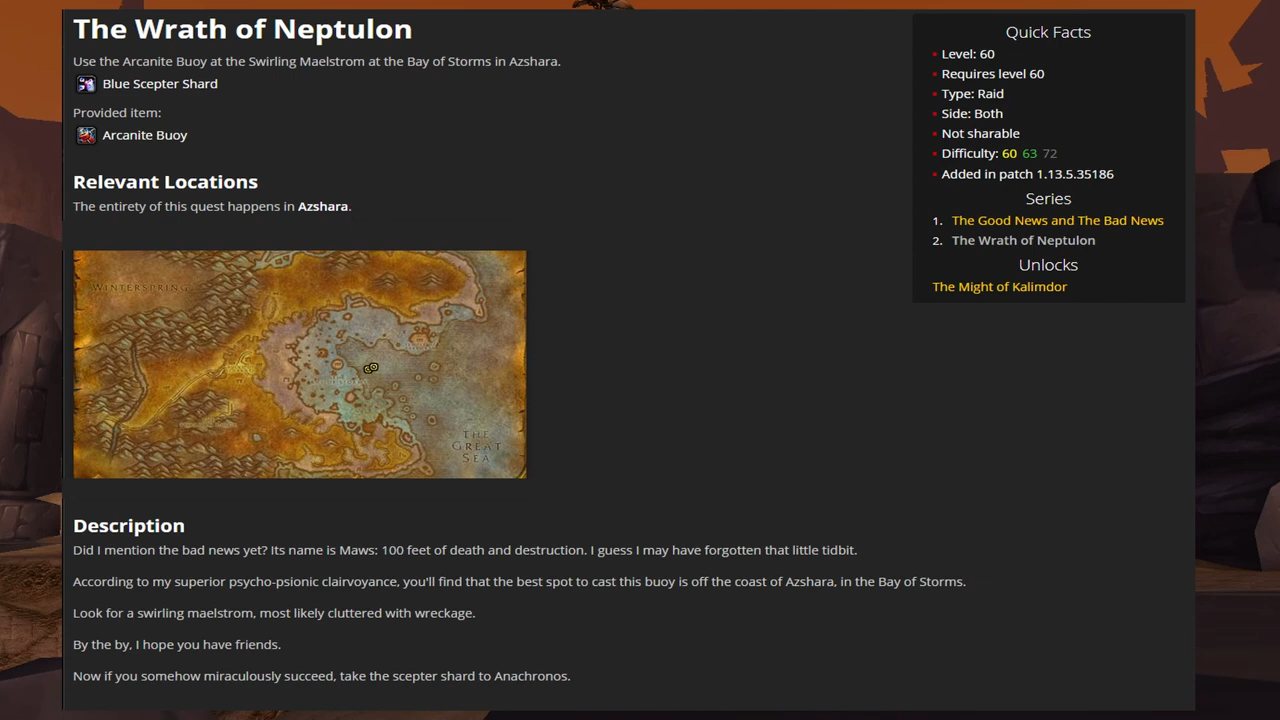 The Wrath of Neptulon
Use the Arcanite Buoy at the Swirling Maelstrom at the Bay of Storms in Azshara.
Blue Scepter Shard
Provided item:
Arcanite Buoy
Relevant Locations
The entirety of this quest happens in Azshara.
WINTERSPRING
THE
GREAT
SEA
Description
Did I mention the bad news yet? Its name is Maws: 100 feet of death and destruction. I guess I may have forgotten that little tidbit.
According to my superior psycho-psionic clairvoyance, you'll find that the best spot to cast this buoy is off the coast of Azshara, in the Bay of Storms.
Look for a swirling maelstrom, most likely cluttered with wreckage.
By the by, I hope you have friends.
Now if you somehow miraculously succeed, take the scepter shard to Anachronos.
Quick Facts
Level: 60
Requires level 60
Type: Raid
Side: Both
Not sharable
Difficulty: 60 63 72
Added in patch 1.13.5.35186
Series
1. The Good News and The Bad News
2. The Wrath of Neptulon
Unlocks
The Might of Kalimdor